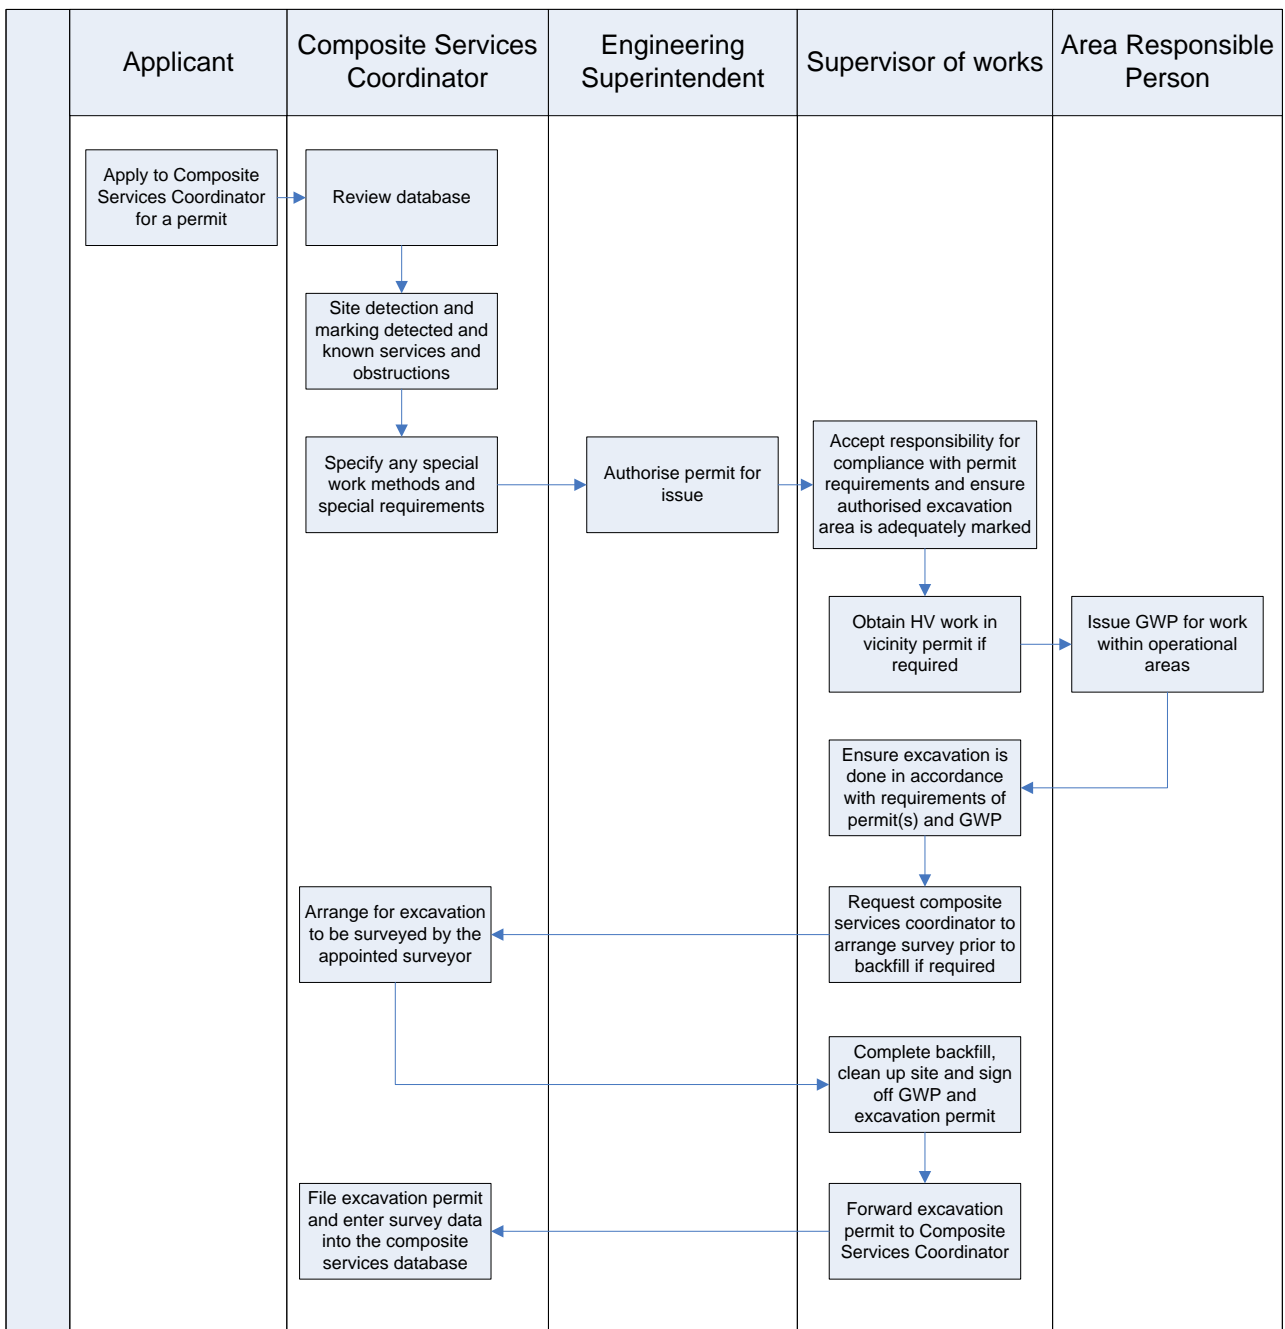 Applicant
Composite Services
Coordinator
Engineering
Superintendent
Supervisor of works
Area Responsible
Person
Apply to Composite
Services Coordinator
for a permit
Review database
Site detection and
marking detected and
known services and
obstructions
Specify any special
work methods and
special requirements
Authorise permit for
issue
Accept responsibility for
compliance with permit
requirements and ensure
authorised excavation
area is adequately marked
Obtain HV work in
vicinity permit if
required
Issue GWP for work
within operational
areas
Ensure excavation is
done in accordance
with requirements of
permit(s) and GWP
Request composite
services coordinator to
arrange survey prior to
backfill if required
Arrange for excavation
to be surveyed by the
appointed surveyor
Complete backfill,
clean up site and sign
off GWP and
excavation permit
Forward excavation
permit to Composite
Services Coordinator
File excavation permit
and enter survey data
into the composite
services database